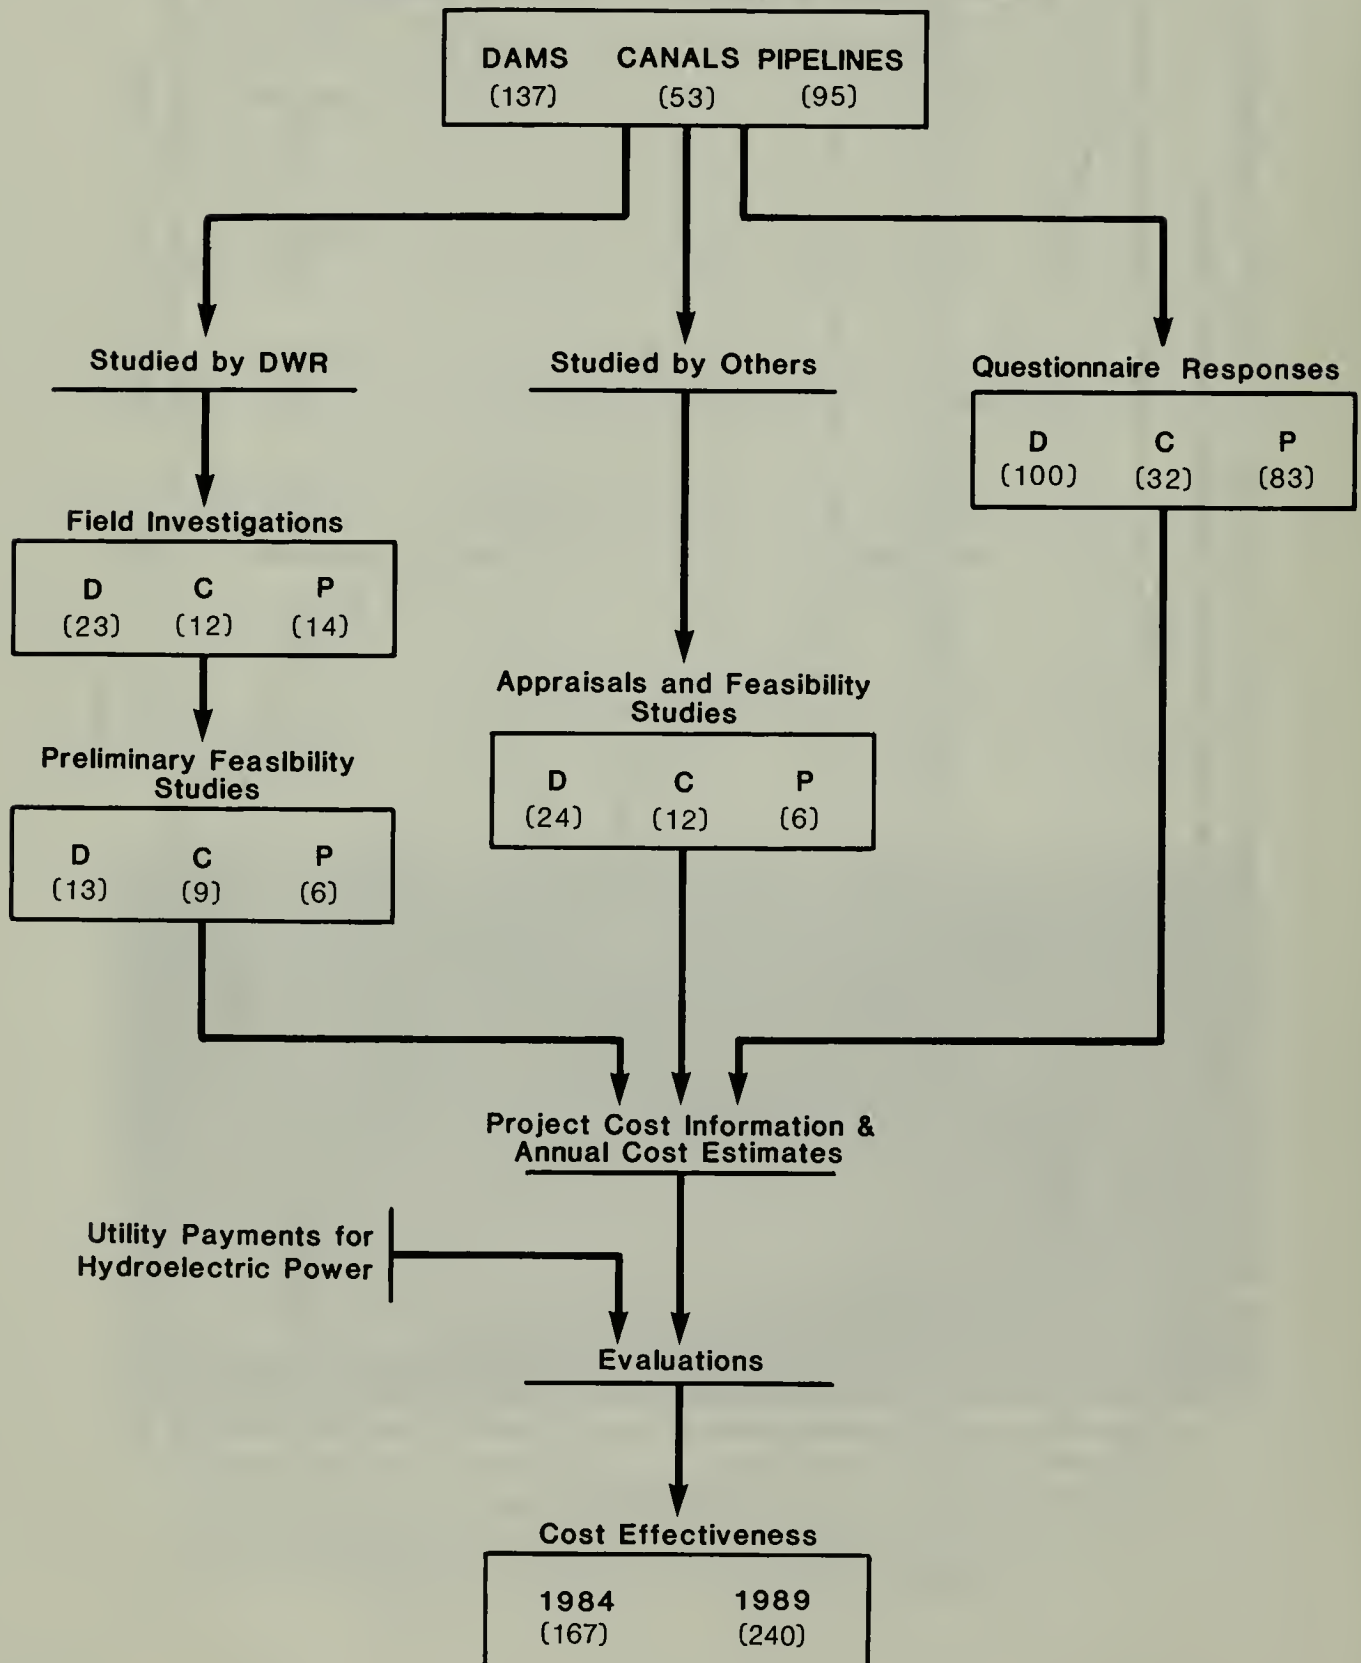 DAMS CANALS PIPELINES
(137) (53) (95)
Studied by DWR
Studied by Others
Questionnaire Responses
D C P
(100) (32) (83)
Field Investigations
D C P
(23) (12) (14)
Appraisals and Feasibility
Studies
D C P
(24) (12) (6)
Preliminary Feasibility
Studies
D C P
(13) (9) (6)
Project Cost Information &
Annual Cost Estimates
Utility Payments for
Hydroelectric Power
Evaluations
Cost Effectiveness
1984 1989
(167) (240)